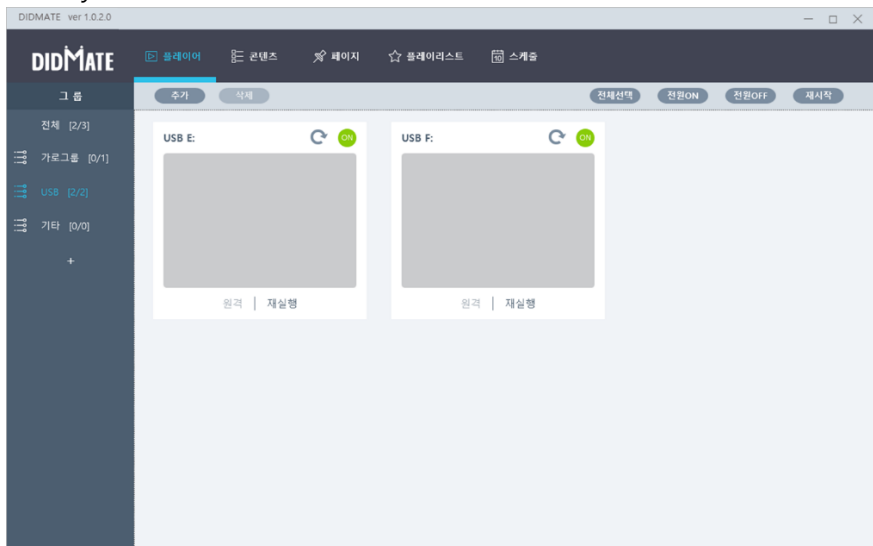 DIDMATE ver 1.0.2.0
DIDMATE
플레이어 콘텐츠 페이지 플레이리스트 10 스케줄
그룹
추가 삭제 전체선택 전원ON 전원OFF 재시작
전체 [2/3]
가로그룹 [0/1]
USB [2/2]
기타 [0/0]
+
USB E: ON
원격 | 재실행
USB F: ON
원격 | 재실행